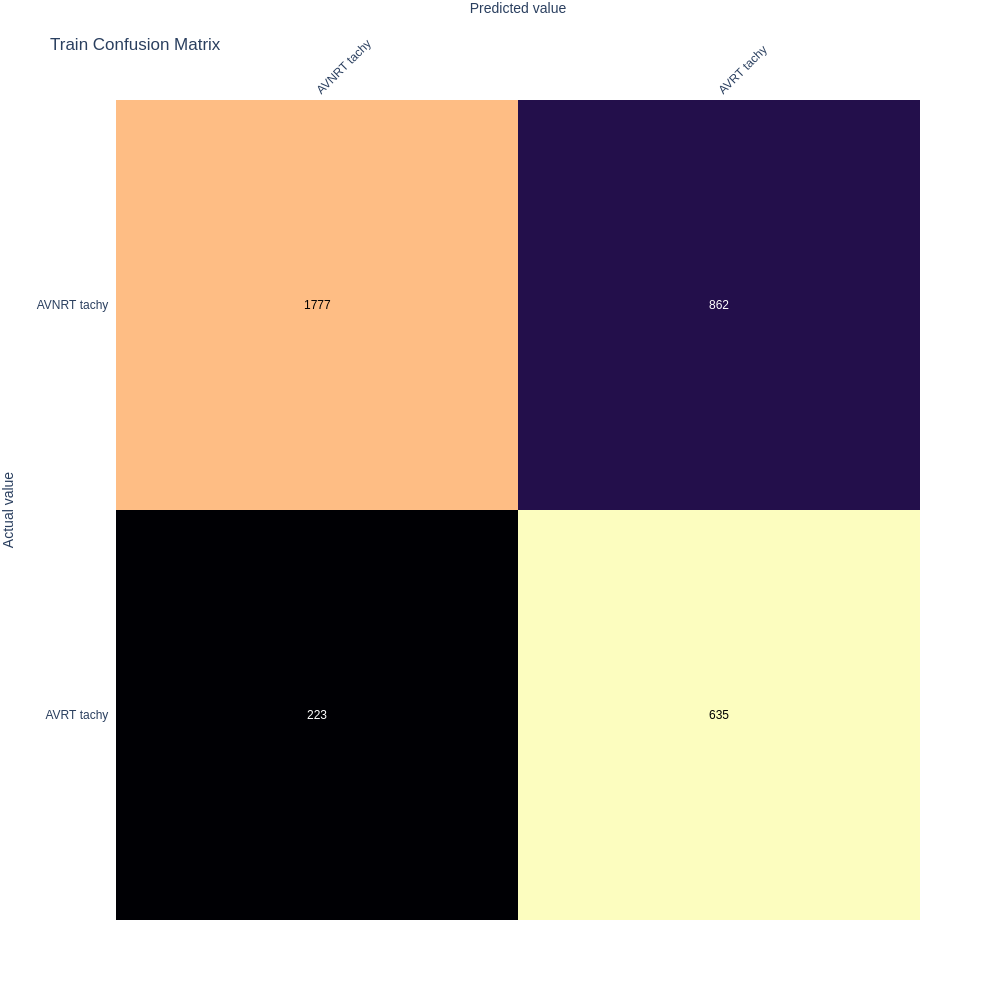 Predicted value
Train Confusion Matrix
AVNRT tachy
AVRT tachy
AVNRT tachy
1777
862
Actual value
AVRT tachy
223
635